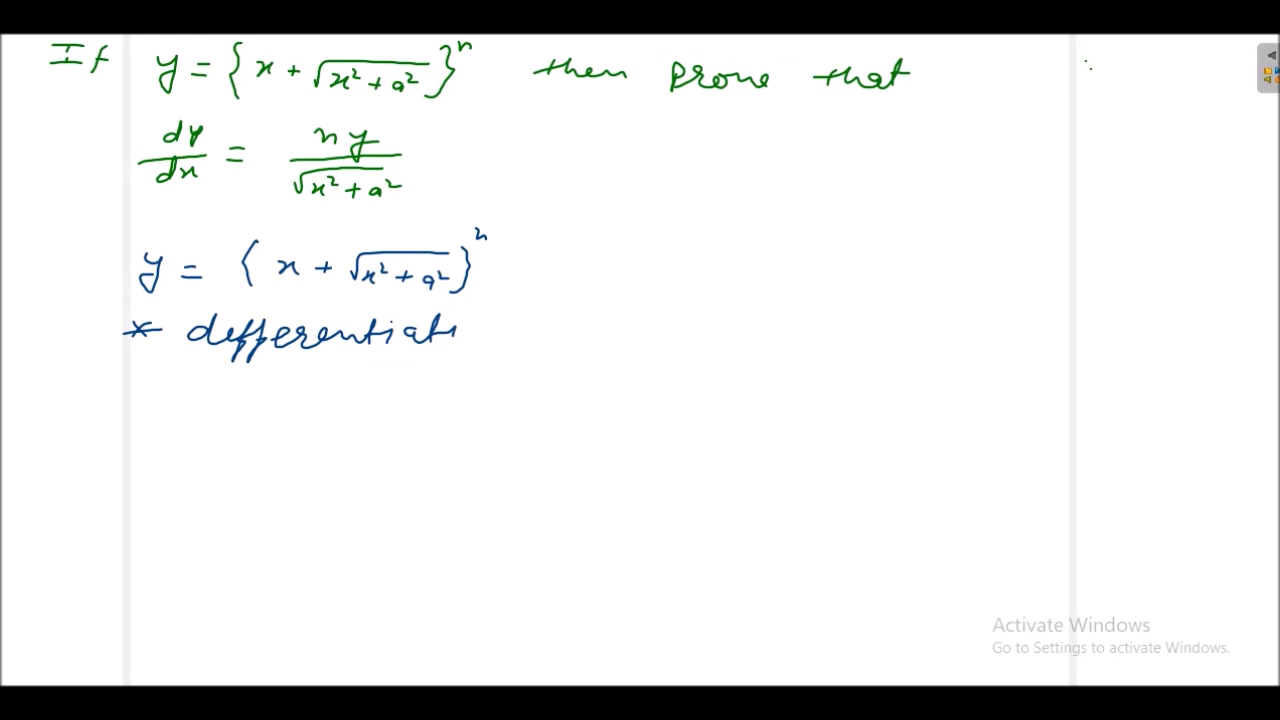 If y = {x + √(x² + a²)}ⁿ then prove that
dy/dx = ny/√(x² + a²)
y = {x + √(x² + a²)}ⁿ
* defferentiate
Activate Windows
Go to Settings to activate Windows.